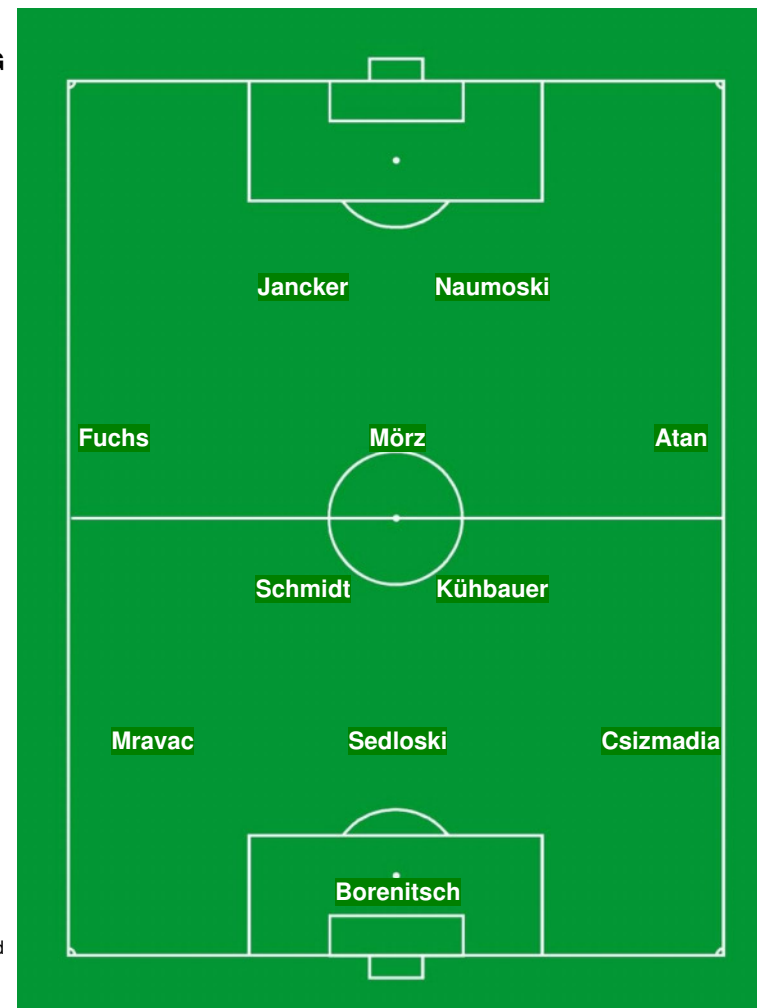 G
Jancker Naumoski
Fuchs Mörz Atan
Schmidt Kühbauer
Mravac Sedloski Csizmadia
Borenitsch
d